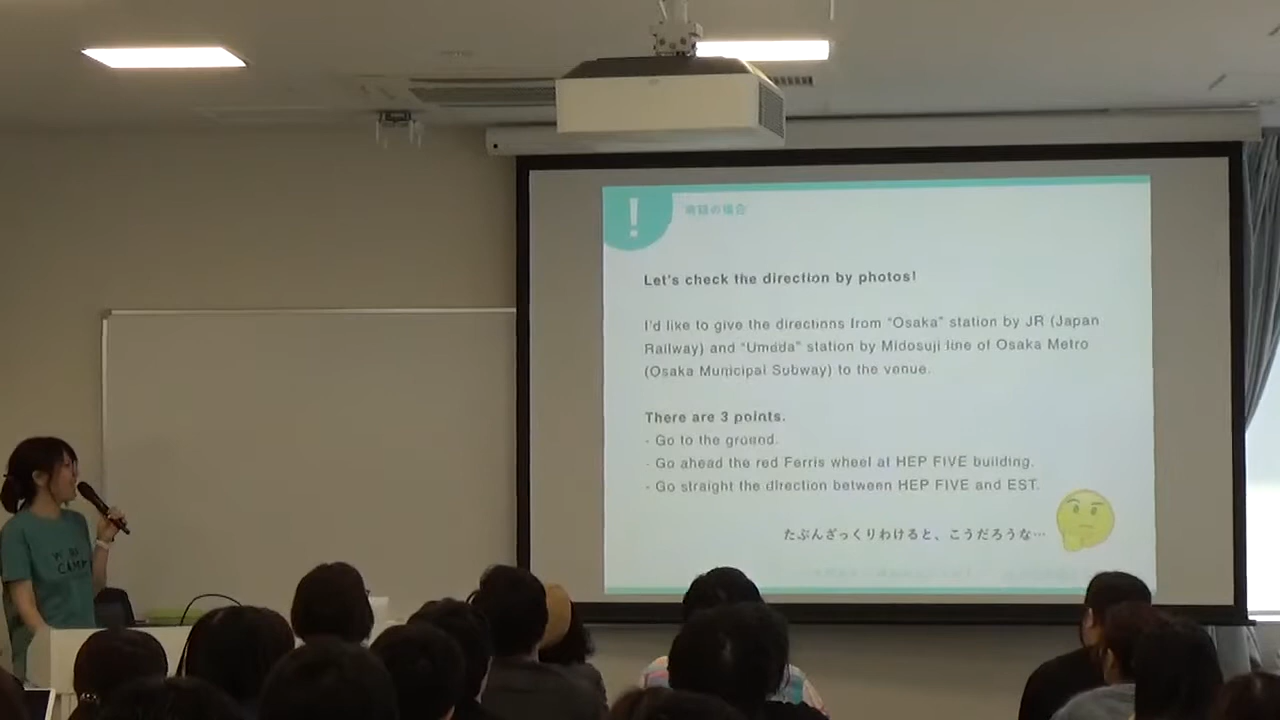 !
の場合
Let's check the direction by photos!
I'd like to give the directions from "Osaka" station by JR (Japan
Railway) and "Umeda" station by Midosuji line of Osaka Metro
(Osaka Municipal Subway) to the venue.
There are 3 points.
- Go to the ground.
- Go ahead the red Ferris wheel at HEP FIVE building.
- Go straight the direction between HEP FIVE and EST.
たぶんざっくりわけると、こうだろうな…
CAMP